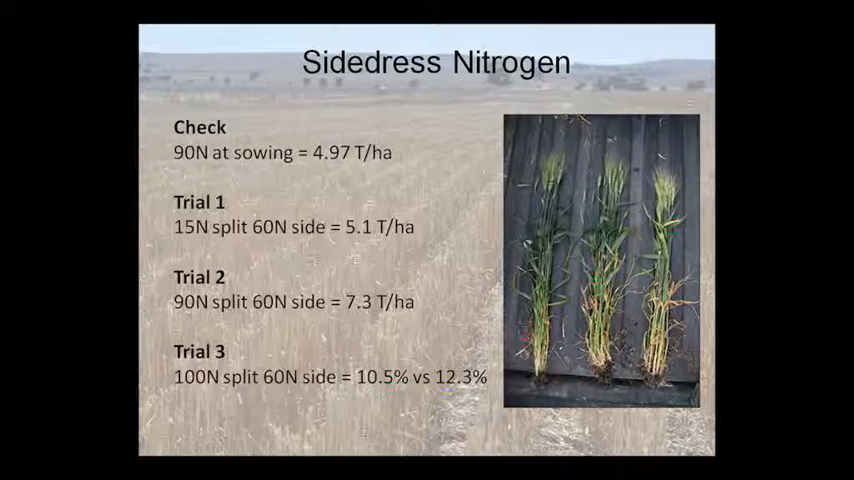 Sidedress Nitrogen
Check
90N at sowing = 4.97 T/ha
Trial 1
15N split 60N side = 5.1 T/ha
Trial 2
90N split 60N side = 7.3 T/ha
Trial 3
100N split 60N side = 10.5% vs 12.3%